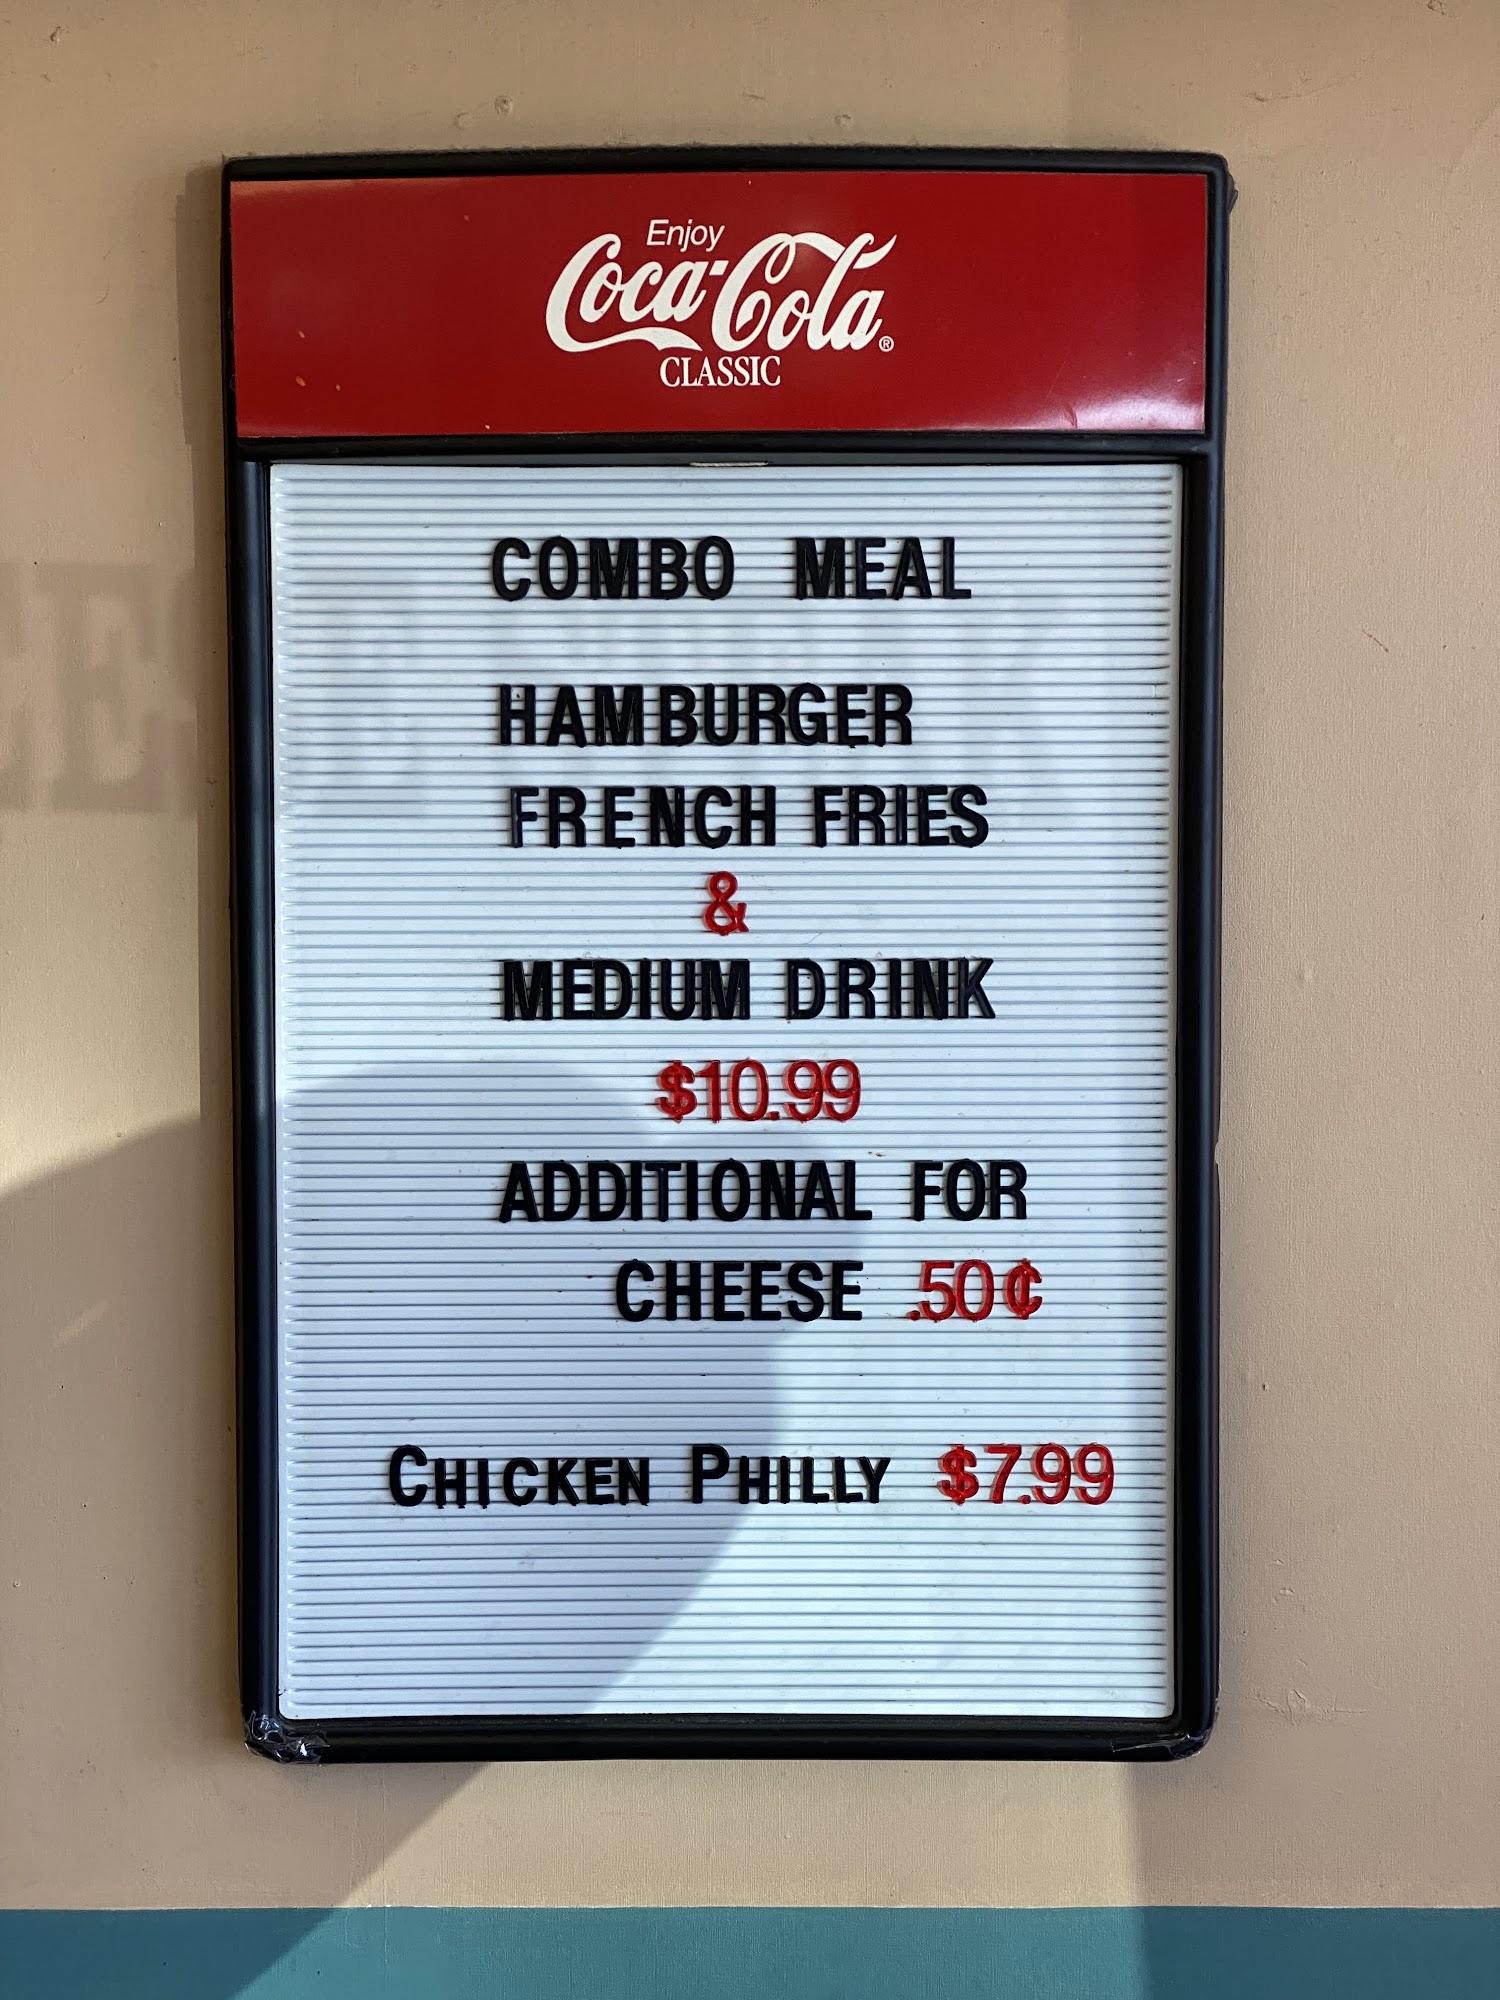 Enjoy
Coca-Cola®
CLASSIC
COMBO MEAL
HAMBURGER
FRENCH FRIES
&
MEDIUM DRINK
$10.99
ADDITIONAL FOR
CHEESE .50¢
CHICKEN PHILLY $7.99